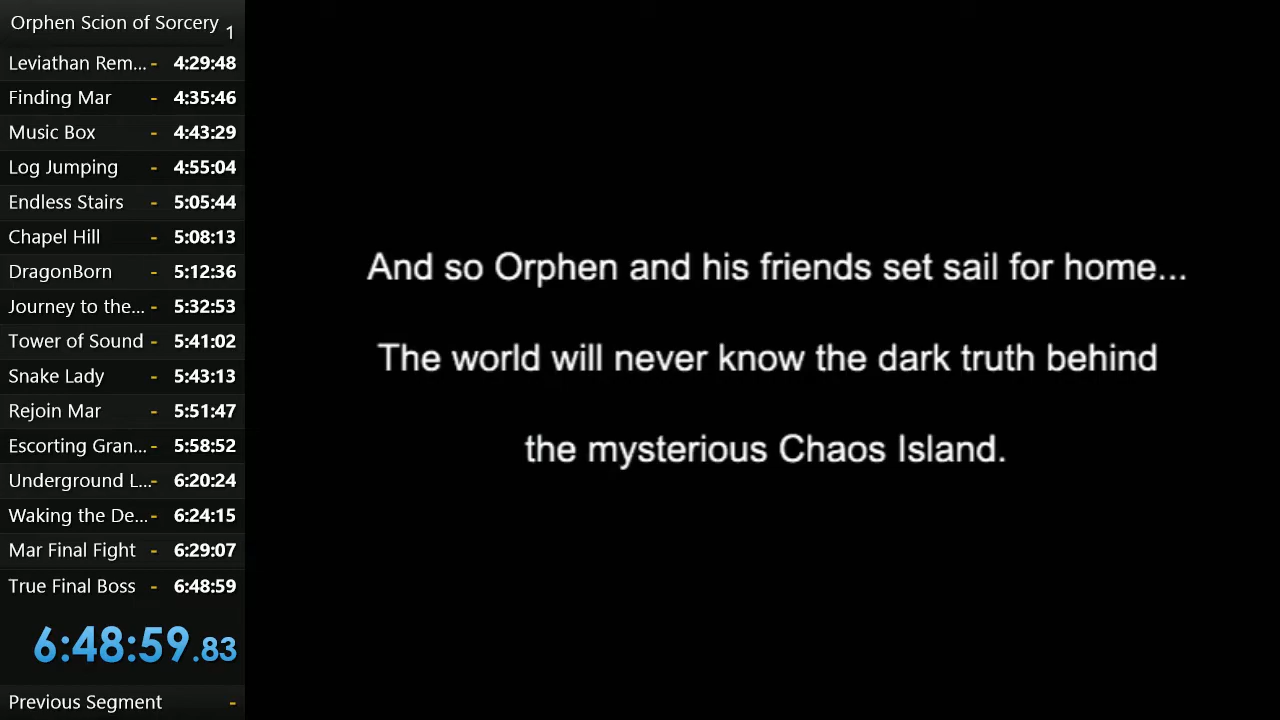 Orphen Scion of Sorcery 1
Leviathan Rem... - 4:29:48
Finding Mar - 4:35:46
Music Box - 4:43:29
Log Jumping - 4:55:04
Endless Stairs - 5:05:44
Chapel Hill - 5:08:13
DragonBorn - 5:12:36
Journey to the... - 5:32:53
Tower of Sound - 5:41:02
Snake Lady - 5:43:13
Rejoin Mar - 5:51:47
Escorting Gran... - 5:58:52
Underground L... - 6:20:24
Waking the De... - 6:24:15
Mar Final Fight - 6:29:07
True Final Boss - 6:48:59
6:48:59.83
Previous Segment -
And so Orphen and his friends set sail for home...
The world will never know the dark truth behind
the mysterious Chaos Island.